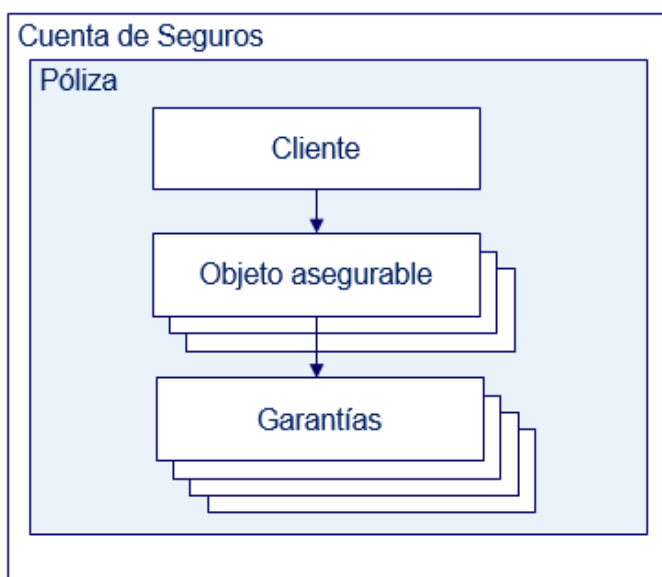 Cuenta de Seguros
Póliza
Cliente
Objeto asegurable
Garantías